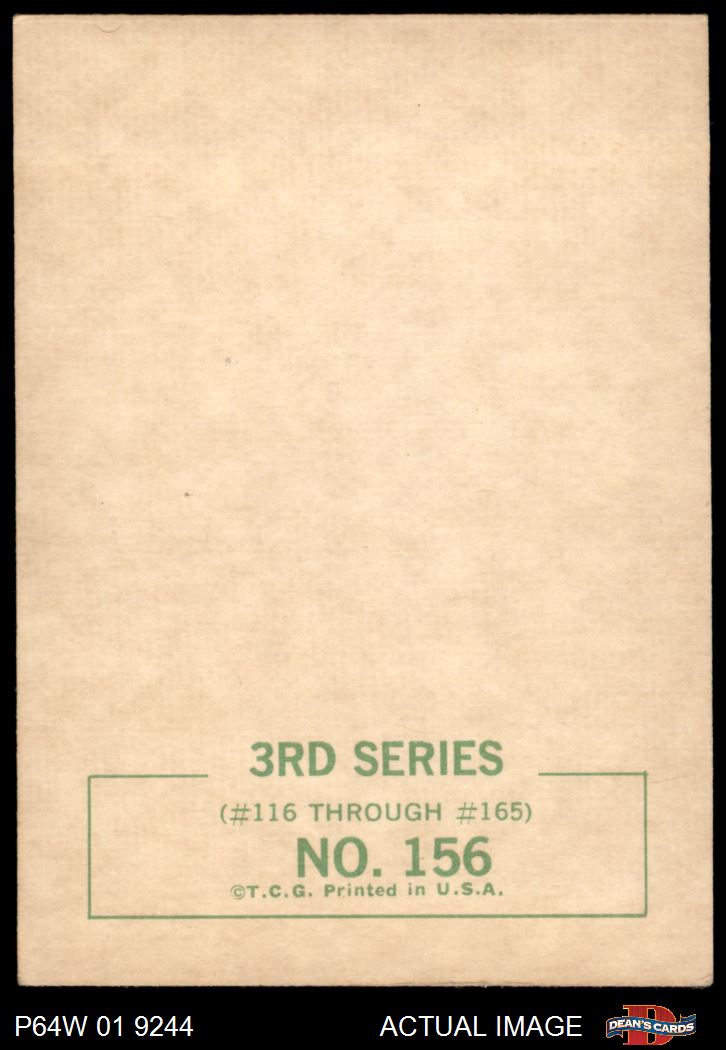 3RD SERIES
(#116 THROUGH #165)
NO. 156
©T.C.G. Printed in U.S.A.
P64W 01 9244
ACTUAL IMAGE
DEAN'S CARDS